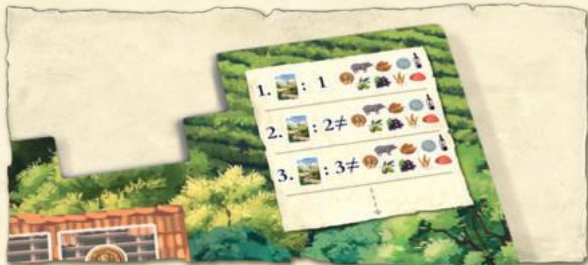 1. : 1
2. : 2≠
3. : 3≠